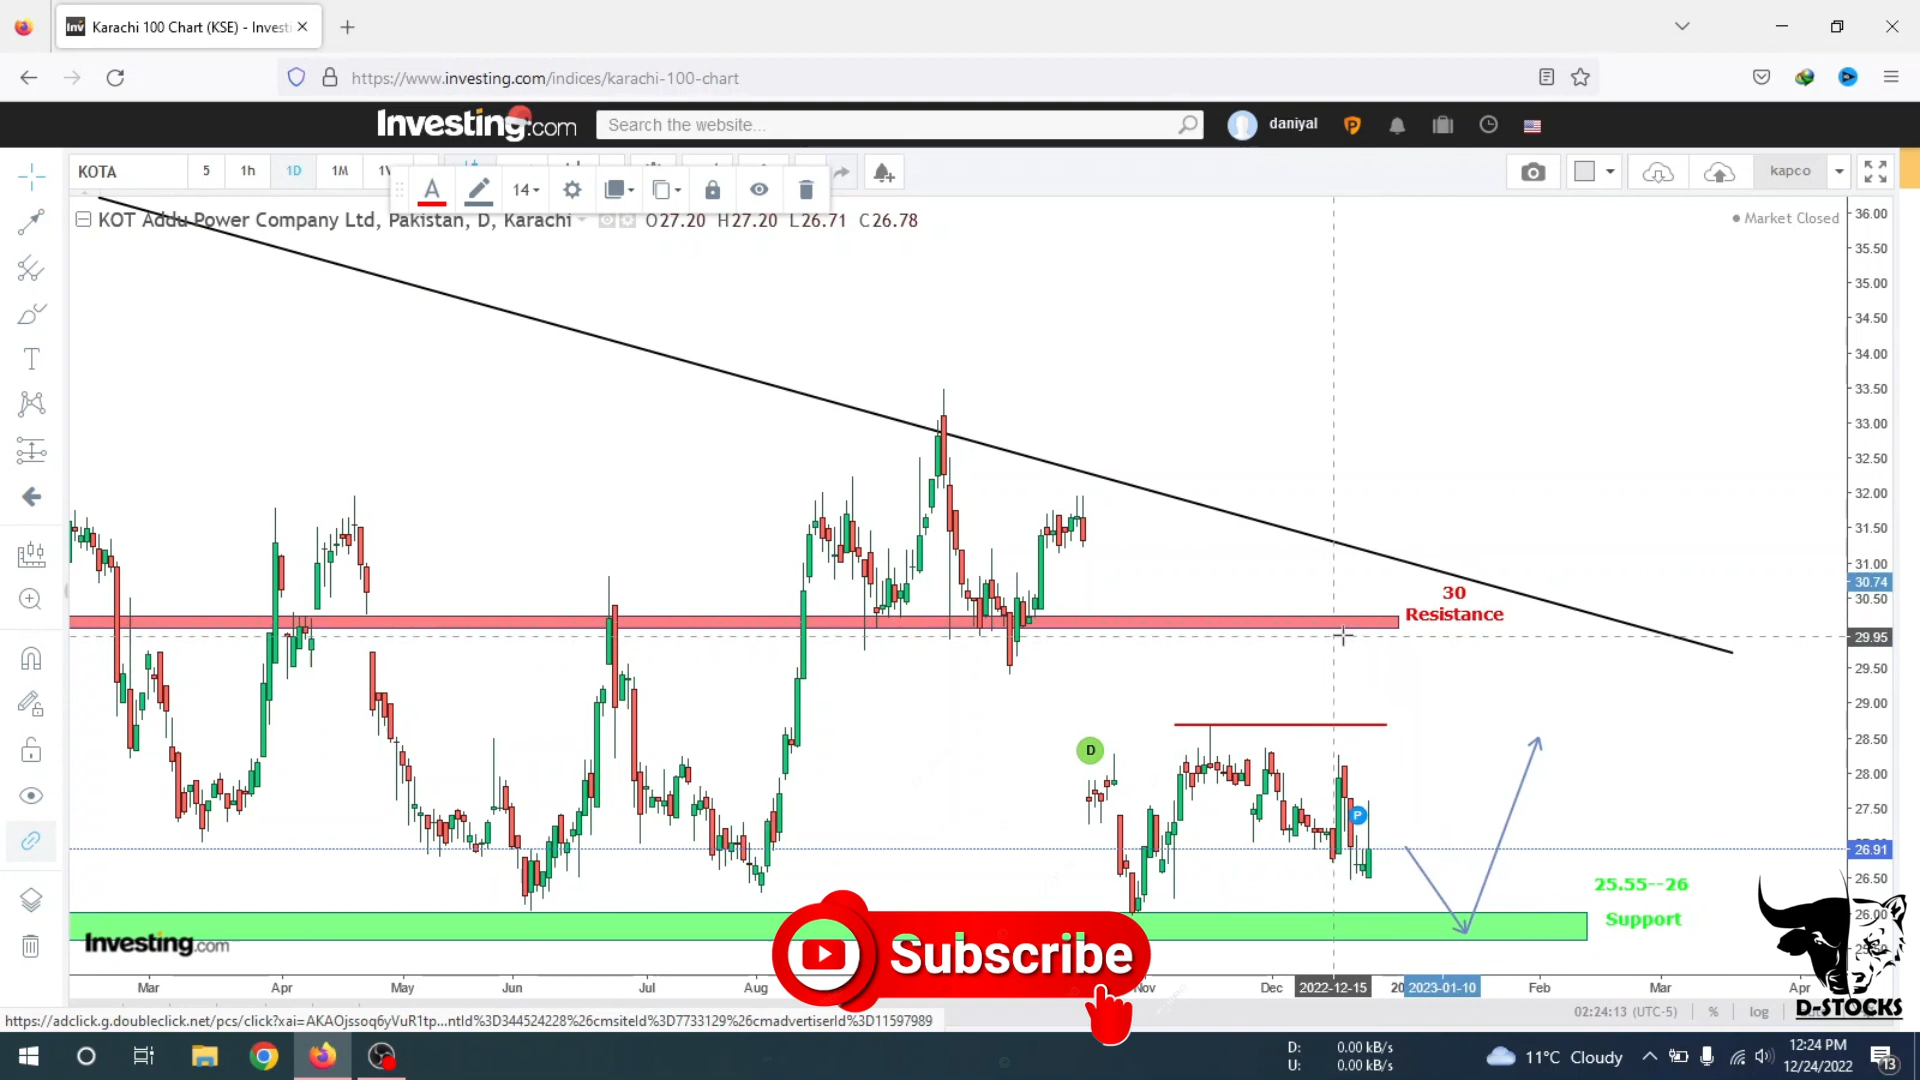 Karachi 100 Chart (KSE) - Investi
https://www.investing.com/indices/karachi-100-chart
Investing.com
Search the website...
daniyal
KOTA
5
1h
1D
1M
14
kapco
KOT Addu Power Company Ltd, Pakistan, D, Karachi
O27.20 H27.20 L26.71 C26.78
Market Closed
36.00
35.50
35.00
34.50
34.00
33.50
33.00
32.50
32.00
31.50
31.00
30.74
30.50
29.95
29.50
29.00
28.50
28.00
27.50
26.91
26.50
26.00
30
Resistance
D
P
25.55--26
Support
Investing.com
Subscribe
Mar
Apr
May
Jun
Jul
Aug
Nov
Dec
2022-12-15
20
2023-01-10
Feb
Mar
Apr
D-STOCKS
https://adclick.g.doubleclick.net/pcs/click?xai=AKAOjssoq6yVuR1tp...ntId%3D344524228%26cmsiteId%3D7733129%26cmadvertiserId%3D11597989
02:24:13 (UTC-5)
%
log
D: 0.00 kB/s
U: 0.00 kB/s
11°C Cloudy
12:24 PM
12/24/2022
13